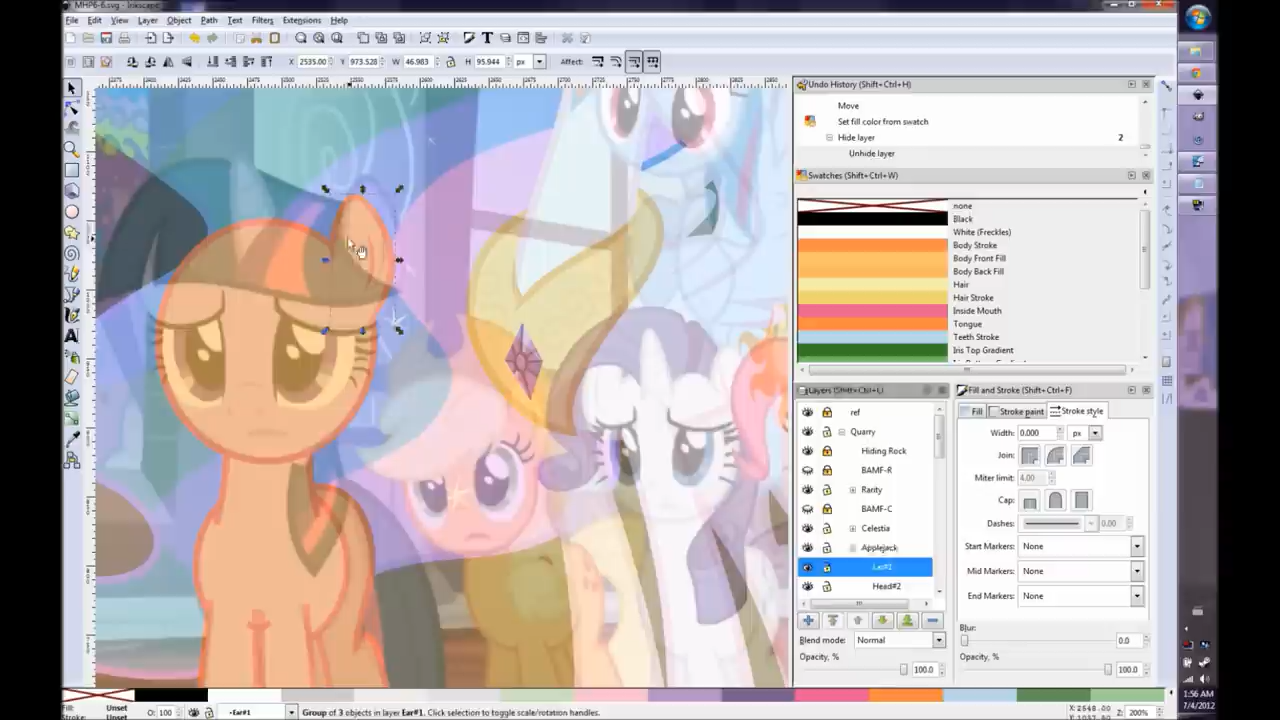 MHP6-6.svg - Inkscape
File Edit View Layer Object Path Text Filters Extensions Help
X 2535.00 Y 973.528 W 46.983 H 95.944 px Affect:
Undo History (Shift+Ctrl+H)
Move
Set fill color from swatch
Hide layer 2
Unhide layer
Swatches (Shift+Ctrl+W)
none
Black
White (Freckles)
Body Stroke
Body Front Fill
Body Back Fill
Hair
Hair Stroke
Inside Mouth
Tongue
Teeth Stroke
Iris Top Gradient
Layers (Shift+Ctrl+L)
ref
Quarry
Hiding Rock
BAMF-R
Rarity
BAMF-C
Celestia
Applejack
Ear#1
Head#2
Blend mode: Normal
Opacity, % 100.0
Fill and Stroke (Shift+Ctrl+F)
Fill Stroke paint Stroke style
Width: 0.000 px
Join:
Miter limit: 4.00
Cap:
Dashes: 0.00
Start Markers: None
Mid Markers: None
End Markers: None
Blur:
0.0
Opacity, %
100.0
Fill: Unset
Stroke: Unset
O: 100
-Ear#1
Group of 3 objects in layer Ear#1. Click selection to toggle scale/rotation handles.
X: 2548.00
Z: 200%
1:56 AM
7/4/2012